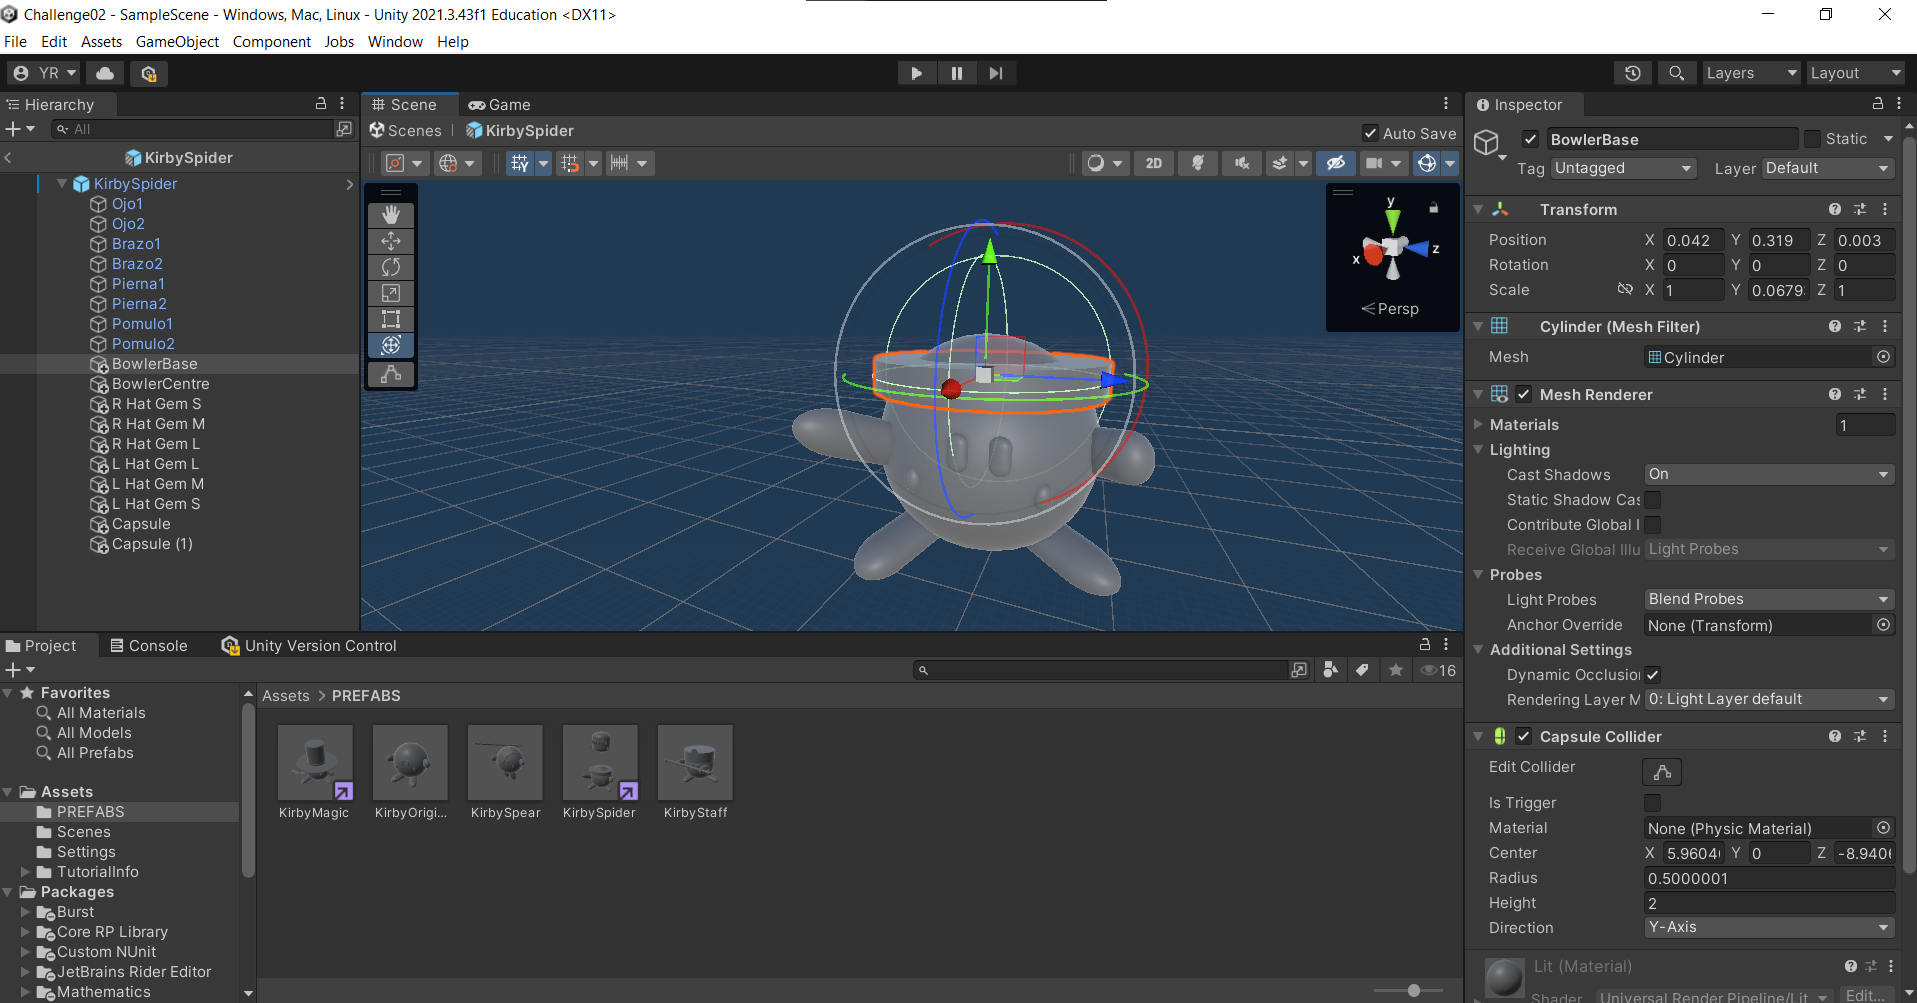 Challenge02 - SampleScene - Windows, Mac, Linux - Unity 2021.3.43f1 Education <DX11>
File Edit Assets GameObject Component Jobs Window Help
YR
Layers Layout
Hierarchy
All
KirbySpider
KirbySpider
Ojo1
Ojo2
Brazo1
Brazo2
Pierna1
Pierna2
Pomulo1
Pomulo2
BowlerBase
BowlerCentre
R Hat Gem S
R Hat Gem M
R Hat Gem L
L Hat Gem L
L Hat Gem M
L Hat Gem S
Capsule
Capsule (1)
Scene Game
Scenes KirbySpider
Auto Save
2D
y
x
z
Persp
Inspector
BowlerBase Static
Tag Untagged Layer Default
Transform
Position X 0.042 Y 0.319 Z 0.003
Rotation X 0 Y 0 Z 0
Scale X 1 Y 0.0679 Z 1
Cylinder (Mesh Filter)
Mesh Cylinder
Mesh Renderer
Materials 1
Lighting
Cast Shadows On
Static Shadow Cas
Contribute Global I
Receive Global Illu Light Probes
Probes
Light Probes Blend Probes
Anchor Override None (Transform)
Additional Settings
Dynamic Occlusion
Rendering Layer M 0: Light Layer default
Capsule Collider
Edit Collider
Is Trigger
Material None (Physic Material)
Center X 5.9604 Y 0 Z -8.940
Radius 0.5000001
Height 2
Direction Y-Axis
Lit (Material)
Shader Universal Render Pipeline/Lit Edit...
Project Console Unity Version Control
16
Favorites
All Materials
All Models
All Prefabs
Assets
PREFABS
Scenes
Settings
TutorialInfo
Packages
Burst
Core RP Library
Custom NUnit
JetBrains Rider Editor
Mathematics
Assets > PREFABS
KirbyMagic KirbyOrigi... KirbySpear KirbySpider KirbyStaff